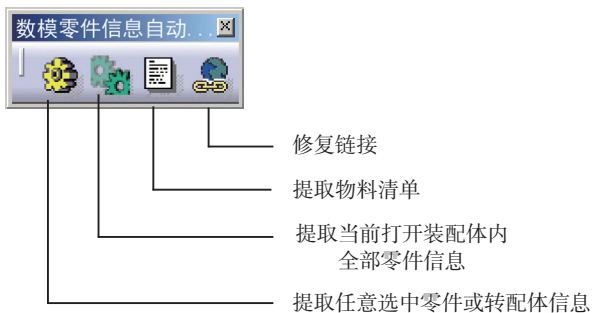 数模零件信息自动...
修复链接
提取物料清单
提取当前打开装配体内
全部零件信息
提取任意选中零件或转配体信息